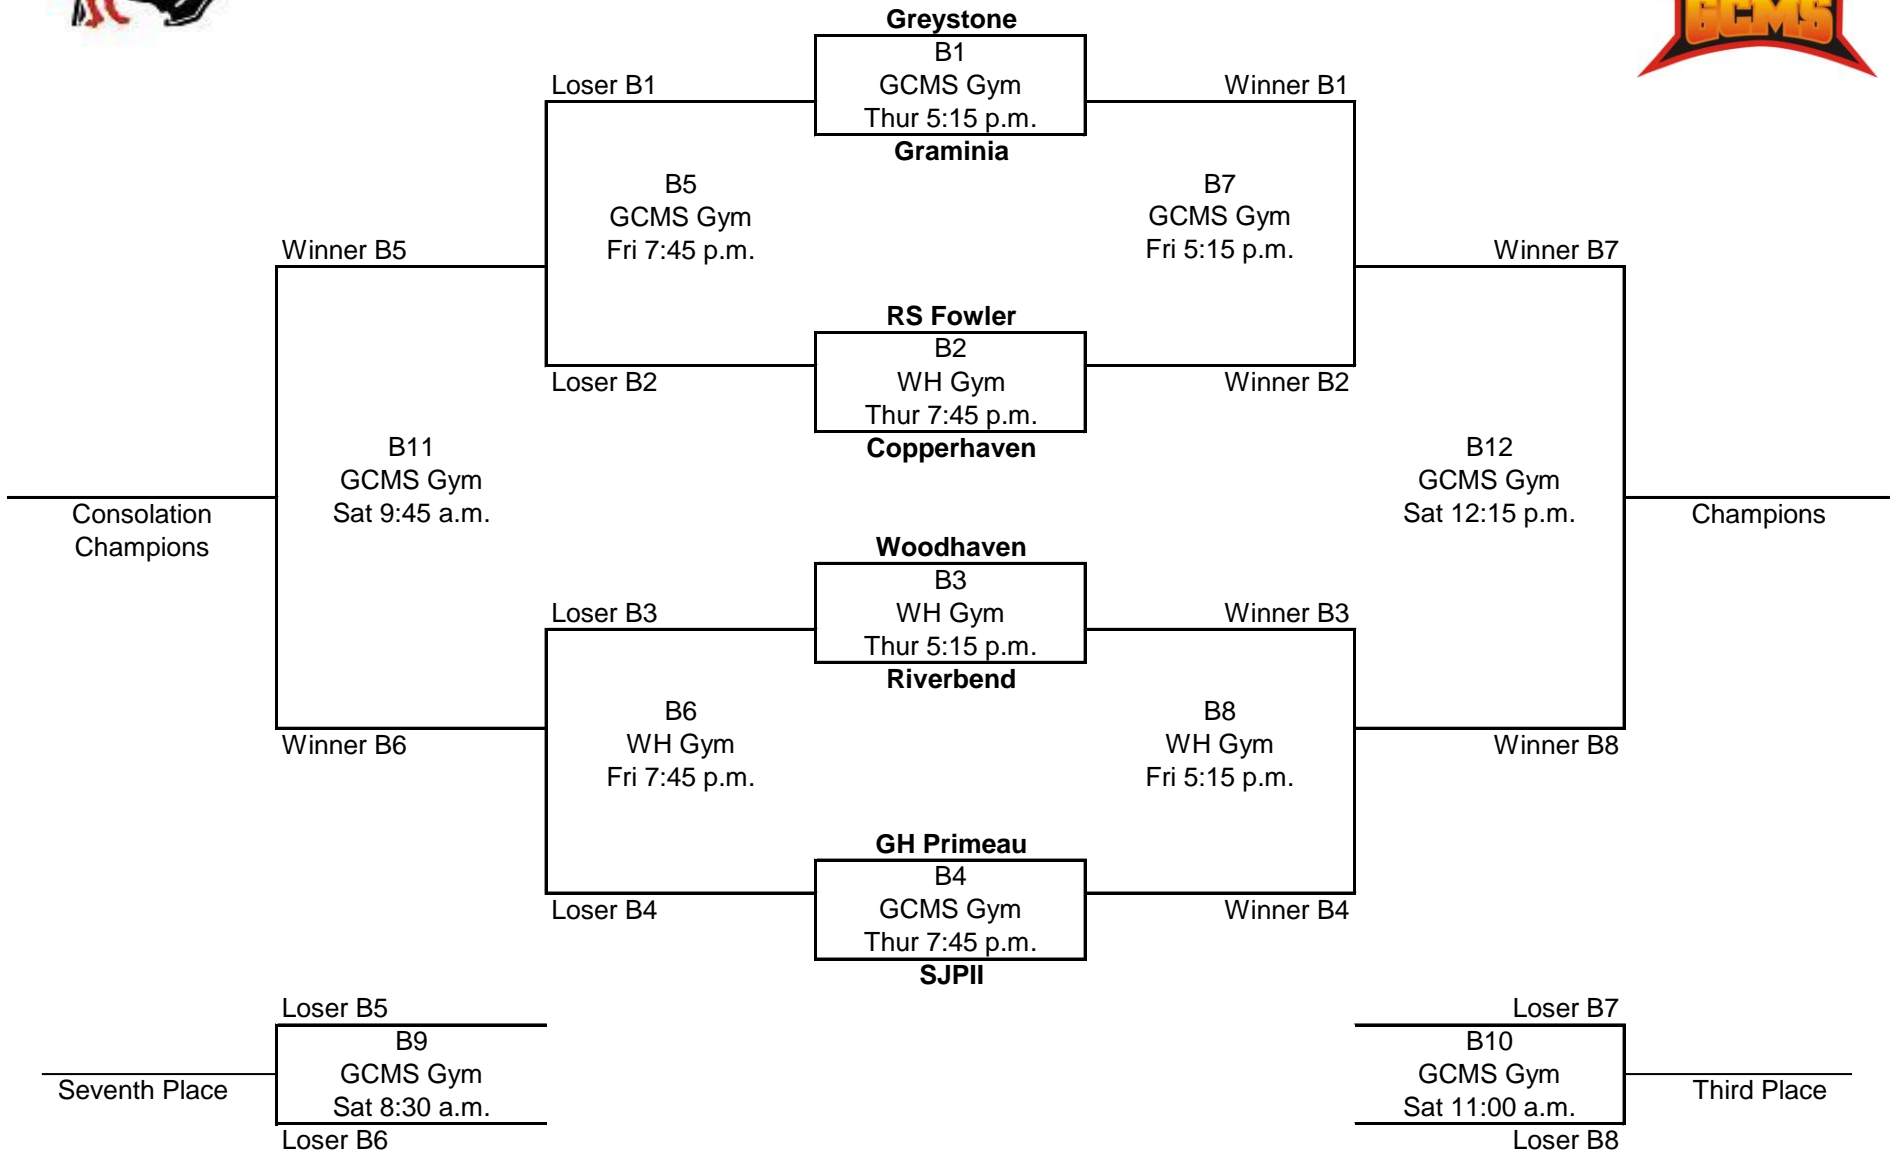 GCMS
Greystone
B1
GCMS Gym
Thur 5:15 p.m.
Graminia
Loser B1
Winner B1
B5
GCMS Gym
Fri 7:45 p.m.
B7
GCMS Gym
Fri 5:15 p.m.
Winner B5
Winner B7
RS Fowler
B2
WH Gym
Thur 7:45 p.m.
Copperhaven
Loser B2
Winner B2
B11
GCMS Gym
Sat 9:45 a.m.
B12
GCMS Gym
Sat 12:15 p.m.
Consolation
Champions
Champions
Woodhaven
B3
WH Gym
Thur 5:15 p.m.
Riverbend
Loser B3
Winner B3
B6
WH Gym
Fri 7:45 p.m.
B8
WH Gym
Fri 5:15 p.m.
Winner B6
Winner B8
GH Primeau
B4
GCMS Gym
Thur 7:45 p.m.
SJPII
Loser B4
Winner B4
Loser B5
B9
GCMS Gym
Sat 8:30 a.m.
Loser B6
Seventh Place
Loser B7
B10
GCMS Gym
Sat 11:00 a.m.
Loser B8
Third Place